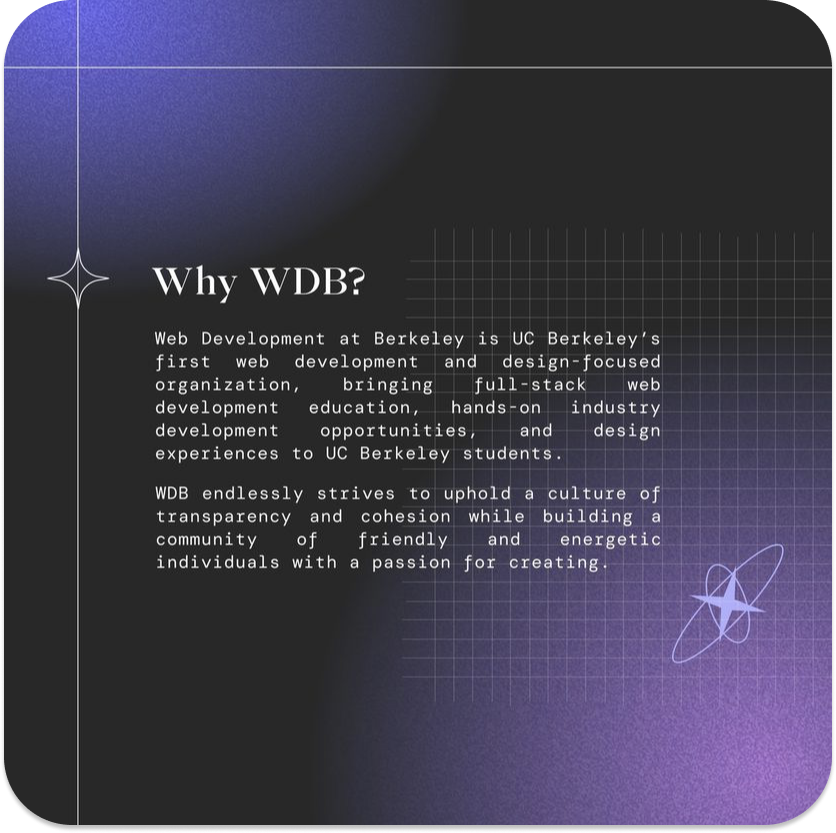 Why WDB?
Web Development at Berkeley is UC Berkeley’s
first web development and design-focused
organization, bringing full-stack web
development education, hands-on industry
development opportunities, and design
experiences to UC Berkeley students.
WDB endlessly strives to uphold a culture of
transparency and cohesion while building a
community of friendly and energetic
individuals with a passion for creating.